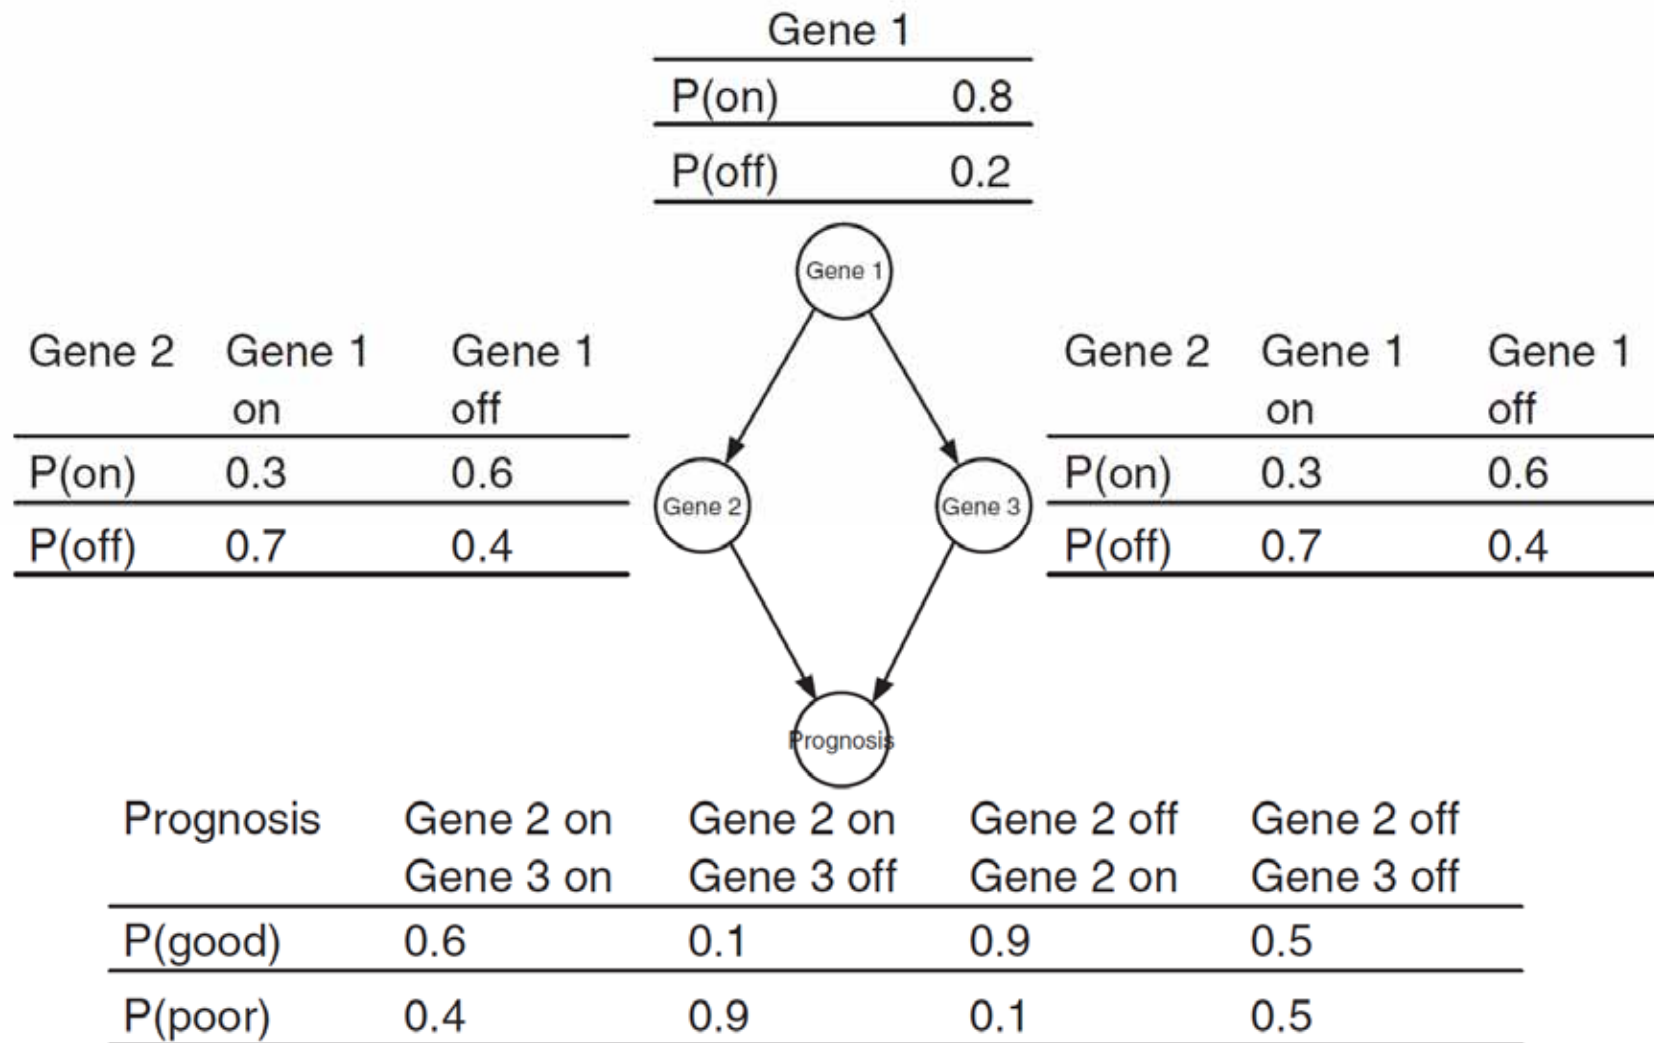 Gene 1
P(on) 0.8
P(off) 0.2
Gene 1
Gene 2 Gene 1 Gene 1
on off
P(on) 0.3 0.6
P(off) 0.7 0.4
Gene 2
Gene 3
Gene 2 Gene 1 Gene 1
on off
P(on) 0.3 0.6
P(off) 0.7 0.4
Prognosis
Prognosis Gene 2 on Gene 2 on Gene 2 off Gene 2 off
Gene 3 on Gene 3 off Gene 2 on Gene 3 off
P(good) 0.6 0.1 0.9 0.5
P(poor) 0.4 0.9 0.1 0.5